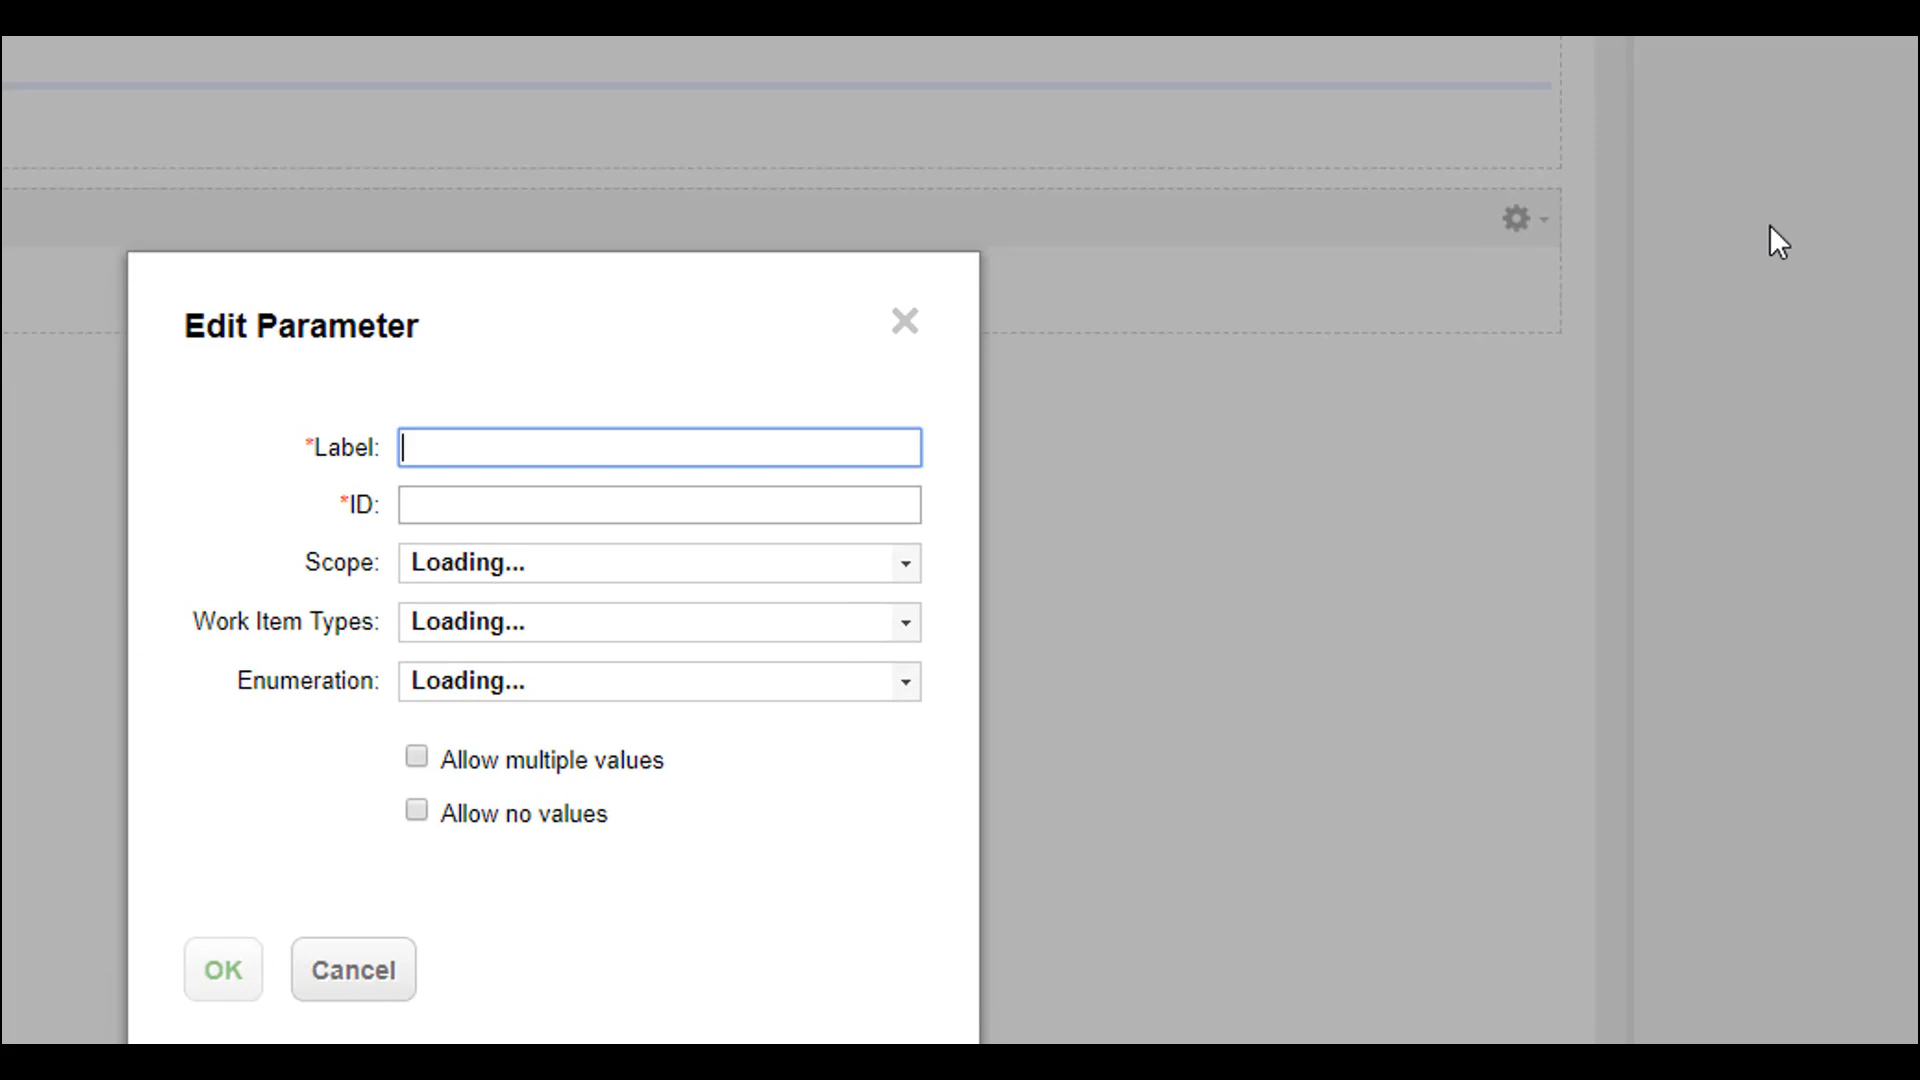 Edit Parameter
*Label:
*ID:
Scope: Loading...
Work Item Types: Loading...
Enumeration: Loading...
Allow multiple values
Allow no values
OK Cancel